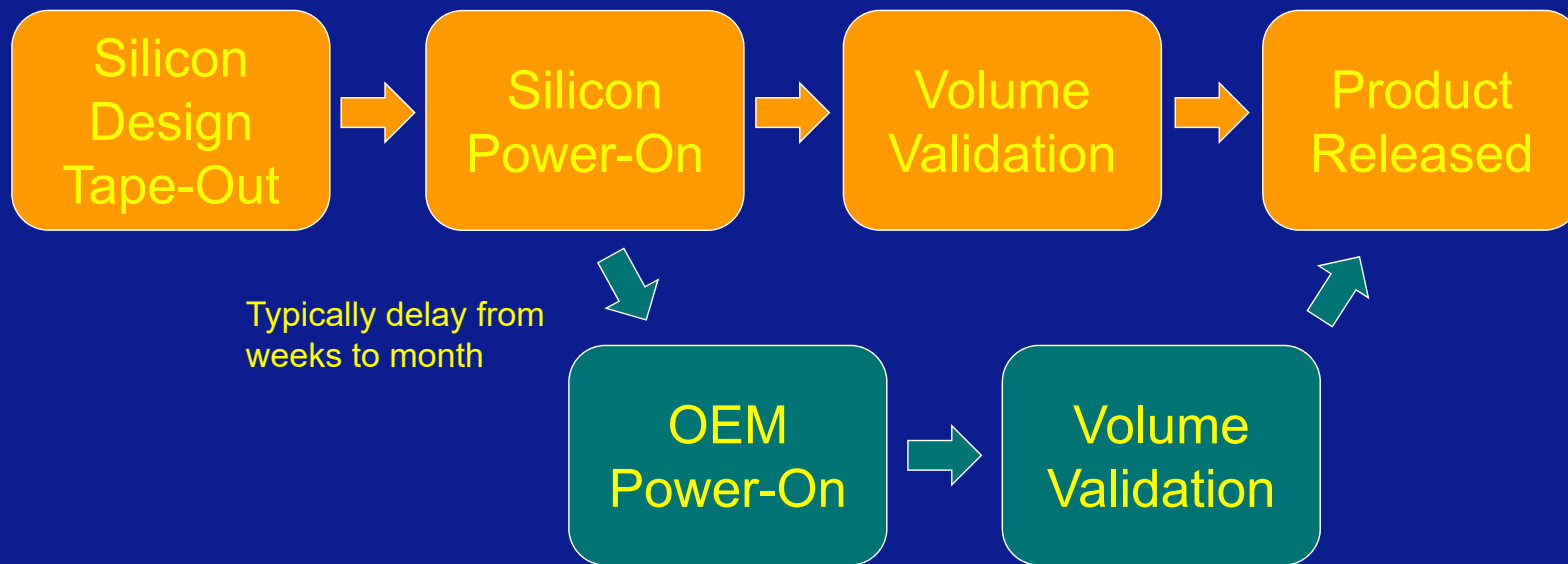 Silicon
Design
Tape-Out
Silicon
Power-On
Volume
Validation
Product
Released
Typically delay from
weeks to month
OEM
Power-On
Volume
Validation